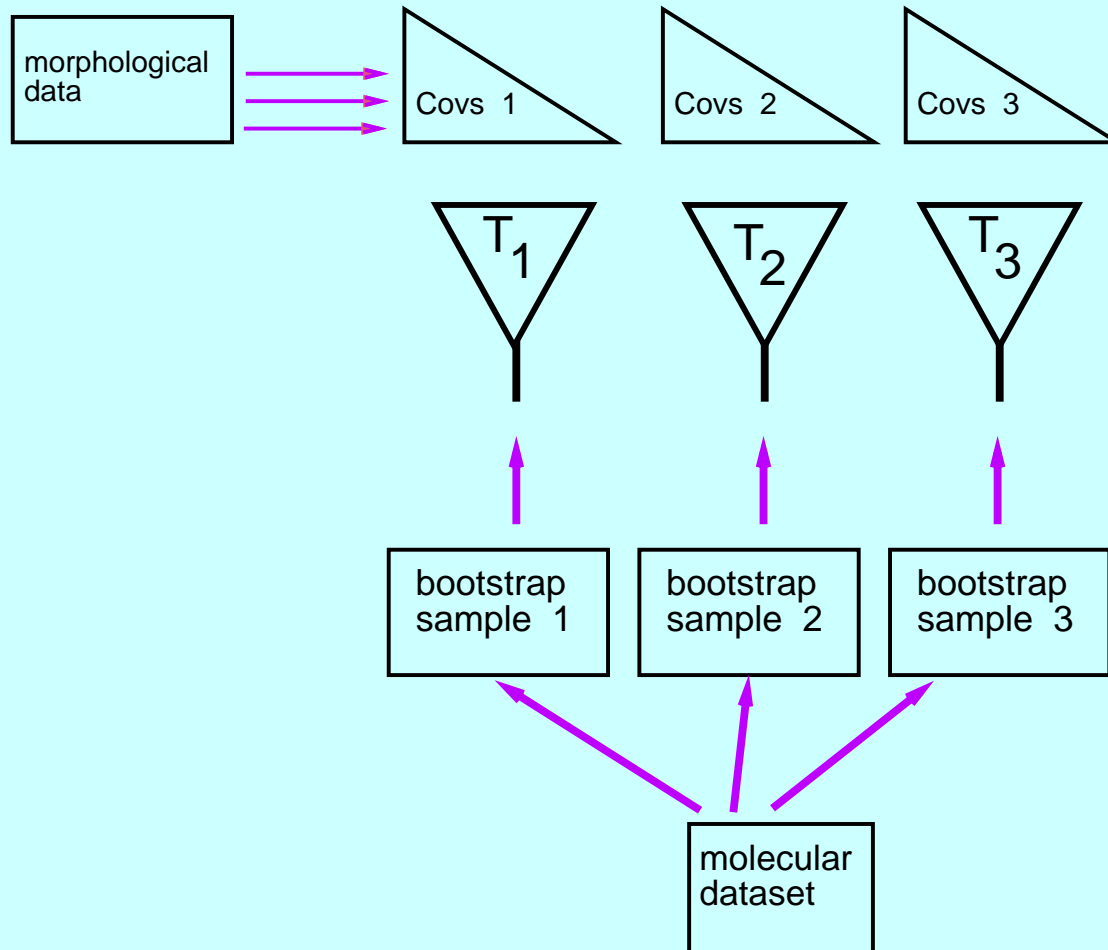 morphological
data
Covs 1
Covs 2
Covs 3
T1
T2
T3
bootstrap
sample 1
bootstrap
sample 2
bootstrap
sample 3
molecular
dataset